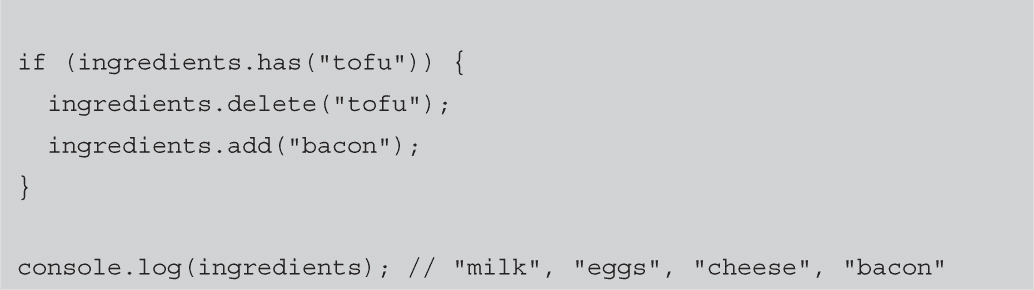 if (ingredients.has("tofu")) {
  ingredients.delete("tofu");
  ingredients.add("bacon");
}
console.log(ingredients); // "milk", "eggs", "cheese", "bacon"